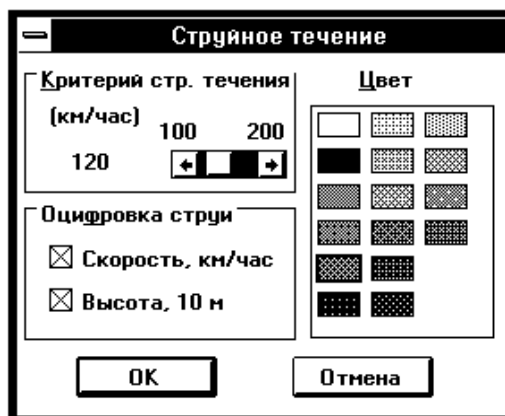 Струйное течение
Критерий стр. течения
(км/час)
100 200
120
Цвет
Оцифровка струи
Скорость, км/час
Высота, 10 м
ОК
Отмена